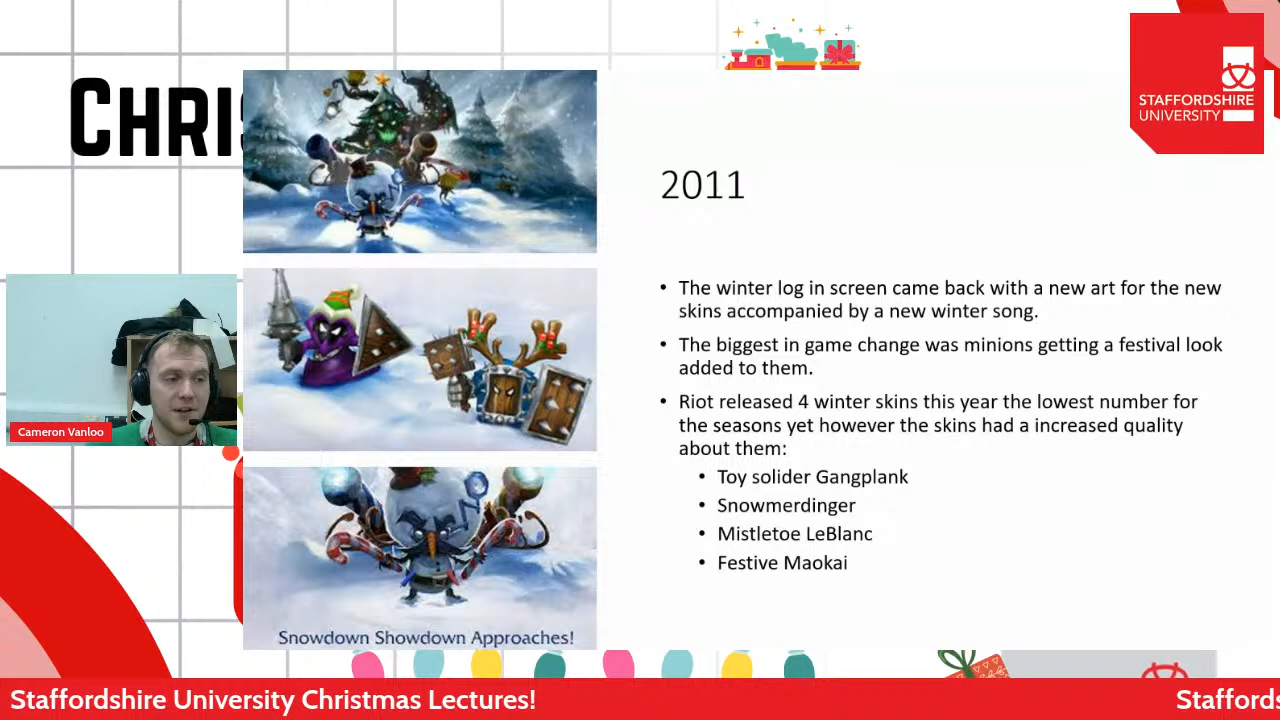 CHRIS
STAFFORDSHIRE
UNIVERSITY
2011
• The winter log in screen came back with a new art for the new
skins accompanied by a new winter song.
• The biggest in game change was minions getting a festival look
added to them.
• Riot released 4 winter skins this year the lowest number for
the seasons yet however the skins had a increased quality
about them:
• Toy solider Gangplank
• Snowmerdinger
• Mistletoe LeBlanc
• Festive Maokai
Cameron Vanloo
Snowdown Showdown Approaches!
Staffordshire University Christmas Lectures!
Staffords